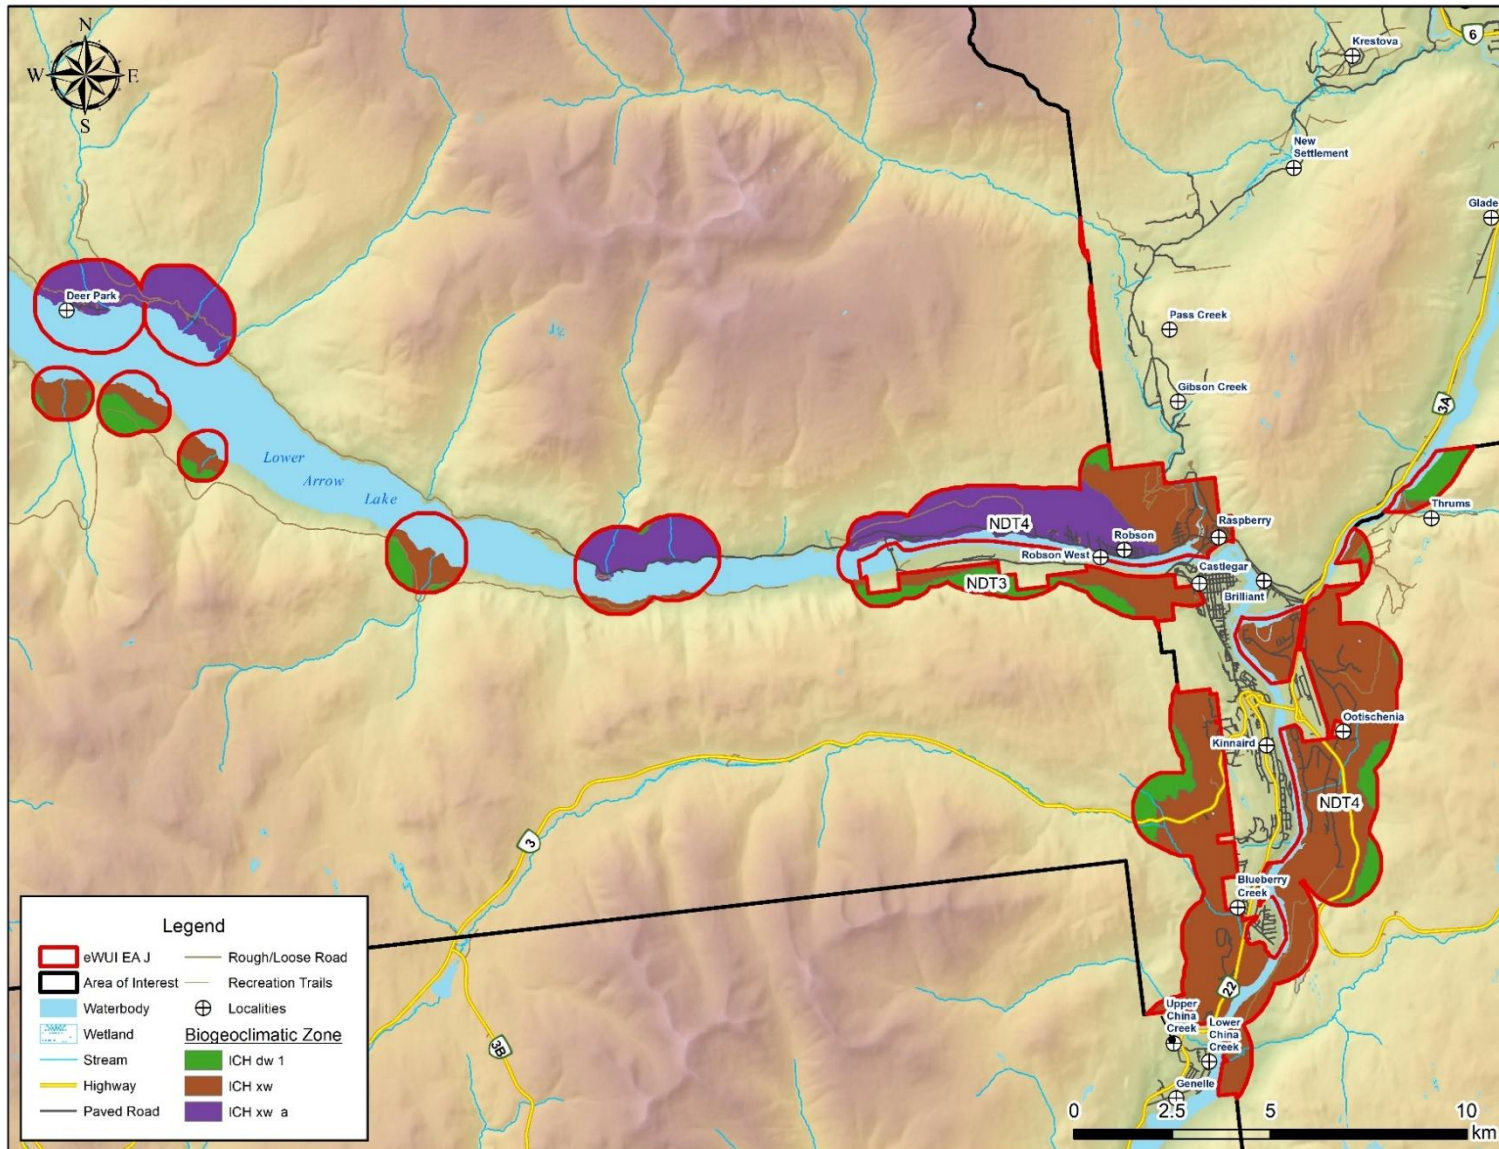 N
W
E
S
6
Krestova
New
Settlement
Glade
Deer Park
Pass Creek
Gibson Creek
3A
Lower
Arrow
Lake
Thrums
NDT4
Raspberry
Robson
Robson West
Castlegar
NDT3
Brilliant
Ootischenia
Kinnaird
NDT4
3
Blueberry
Creek
22
Upper
China
Creek
Lower
China
Creek
3B
Genelle
Legend
eWUI EA J
Area of Interest
Waterbody
Wetland
Stream
Highway
Paved Road
Rough/Loose Road
Recreation Trails
Localities
Biogeoclimatic Zone
ICH dw 1
ICH xw
ICH xw a
0 2.5 5 10
km